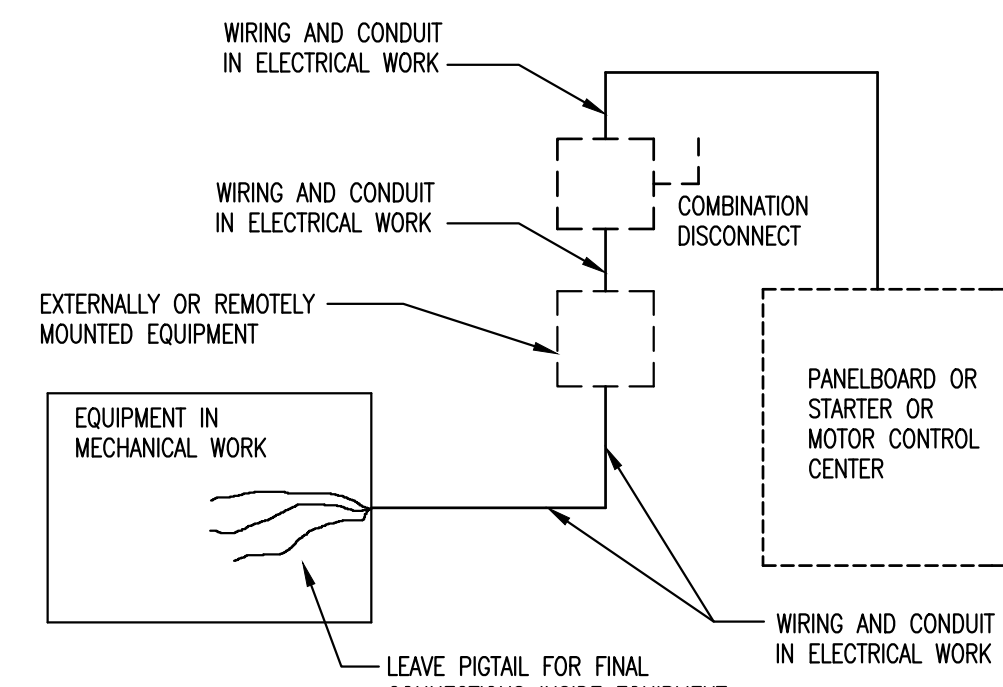 WIRING AND CONDUIT
IN ELECTRICAL WORK
WIRING AND CONDUIT
IN ELECTRICAL WORK
COMBINATION
DISCONNECT
EXTERNALLY OR REMOTELY
MOUNTED EQUIPMENT
PANELBOARD OR
STARTER OR
MOTOR CONTROL
CENTER
EQUIPMENT IN
MECHANICAL WORK
WIRING AND CONDUIT
IN ELECTRICAL WORK
LEAVE PIGTAIL FOR FINAL